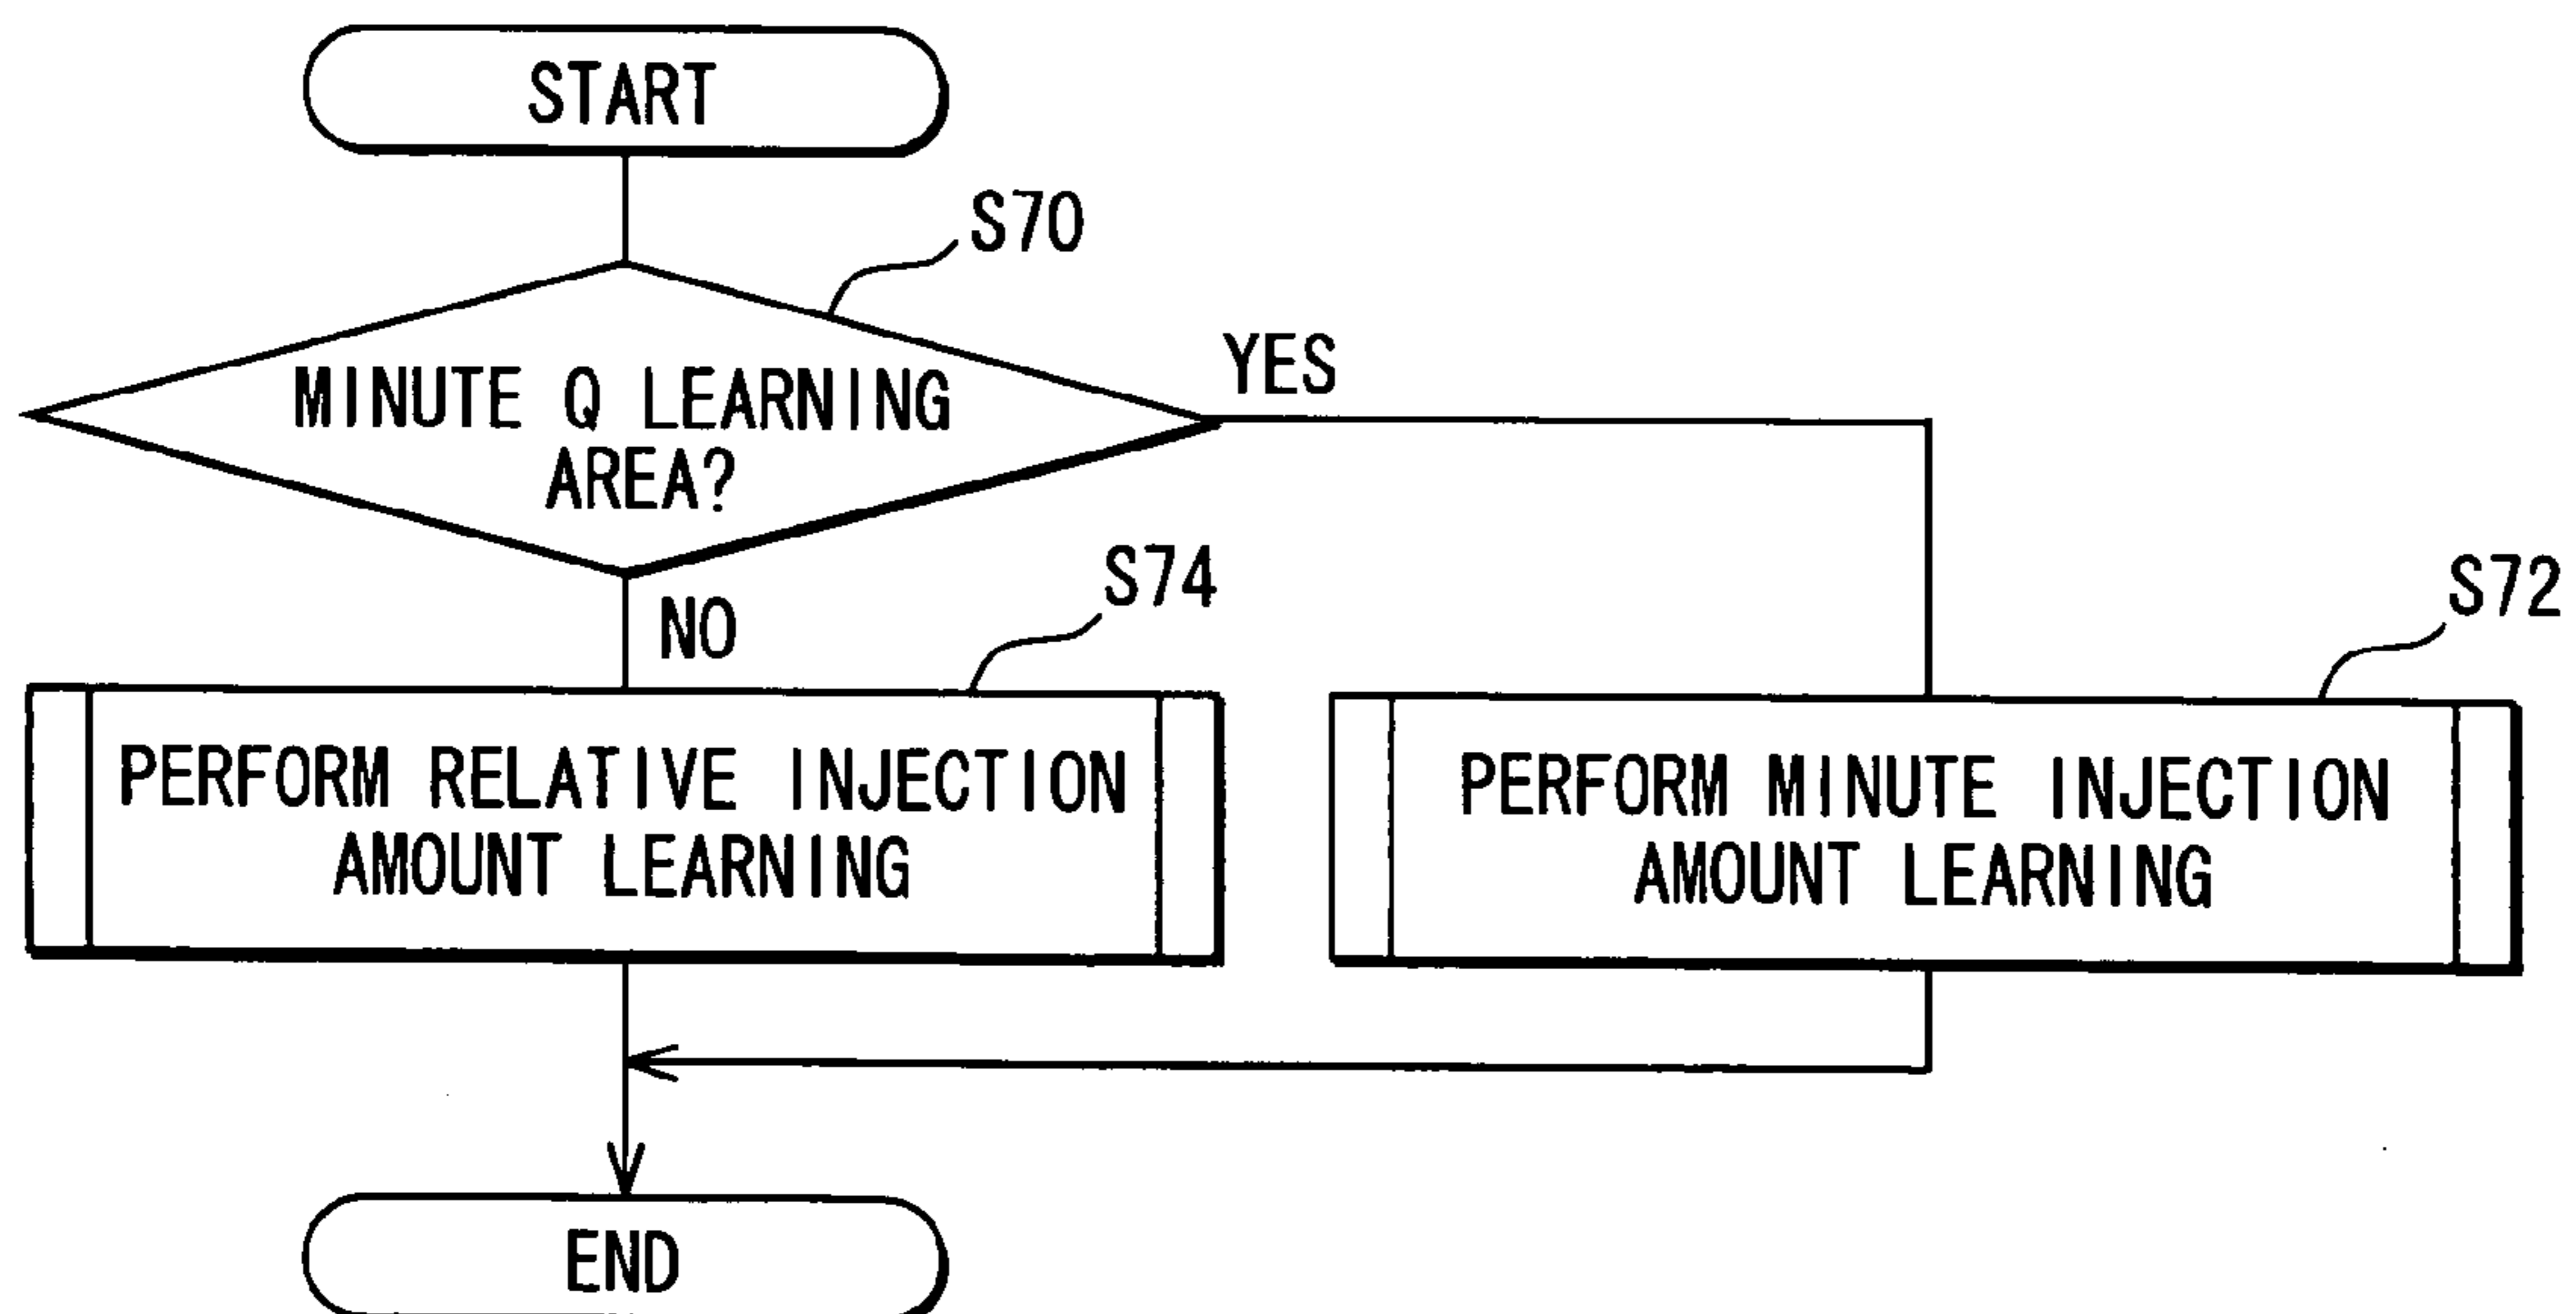 START
S70
YES
MINUTE Q LEARNING
AREA?
NO
S74
S72
PERFORM RELATIVE INJECTION
AMOUNT LEARNING
PERFORM MINUTE INJECTION
AMOUNT LEARNING
END